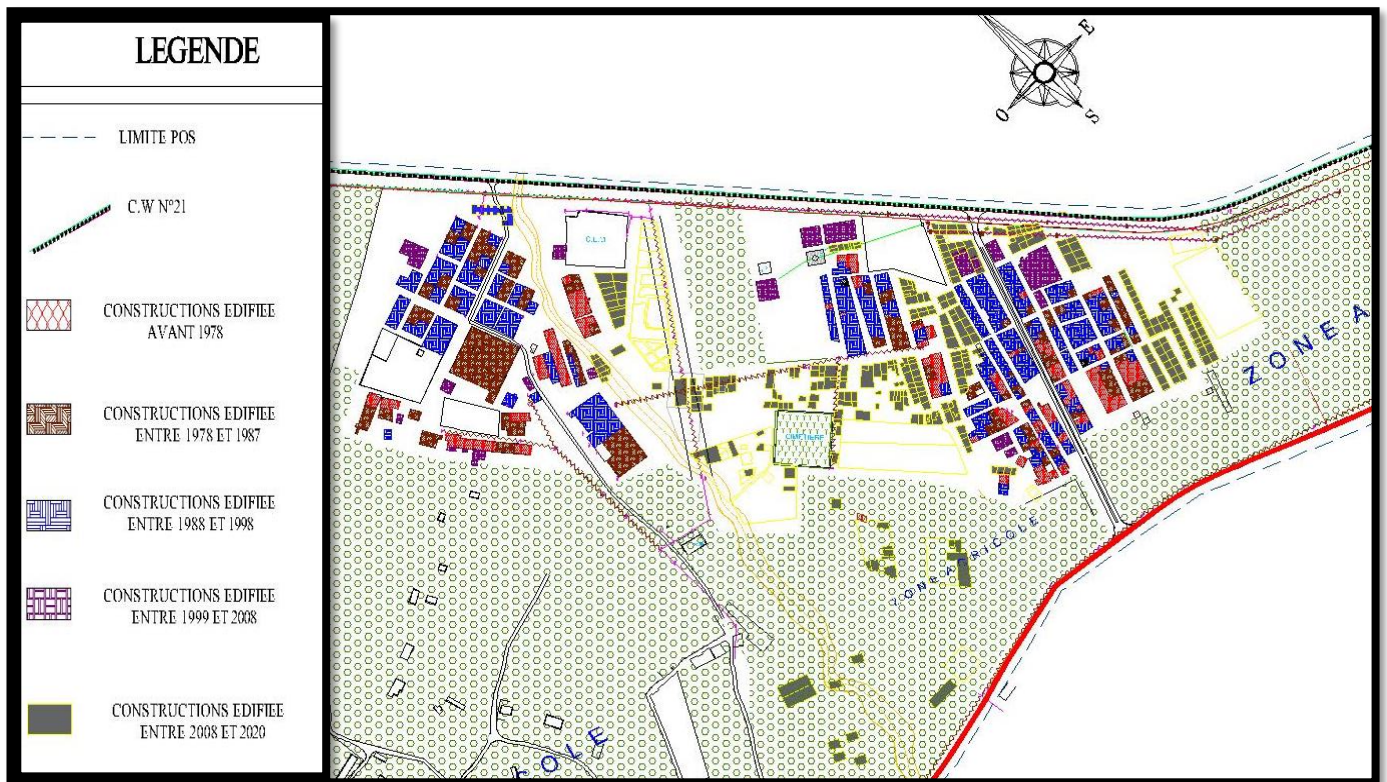 LEGENDE
LIMITE POS
C.W N°21
CONSTRUCTIONS EDIFIEE
AVANT 1978
CONSTRUCTIONS EDIFIEE
ENTRE 1978 ET 1987
CONSTRUCTIONS EDIFIEE
ENTRE 1988 ET 1998
CONSTRUCTIONS EDIFIEE
ENTRE 1999 ET 2008
CONSTRUCTIONS EDIFIEE
ENTRE 2008 ET 2020
E
O
S
ZONE A
CIMETIERE
ZONE AGRICOLE
COLE